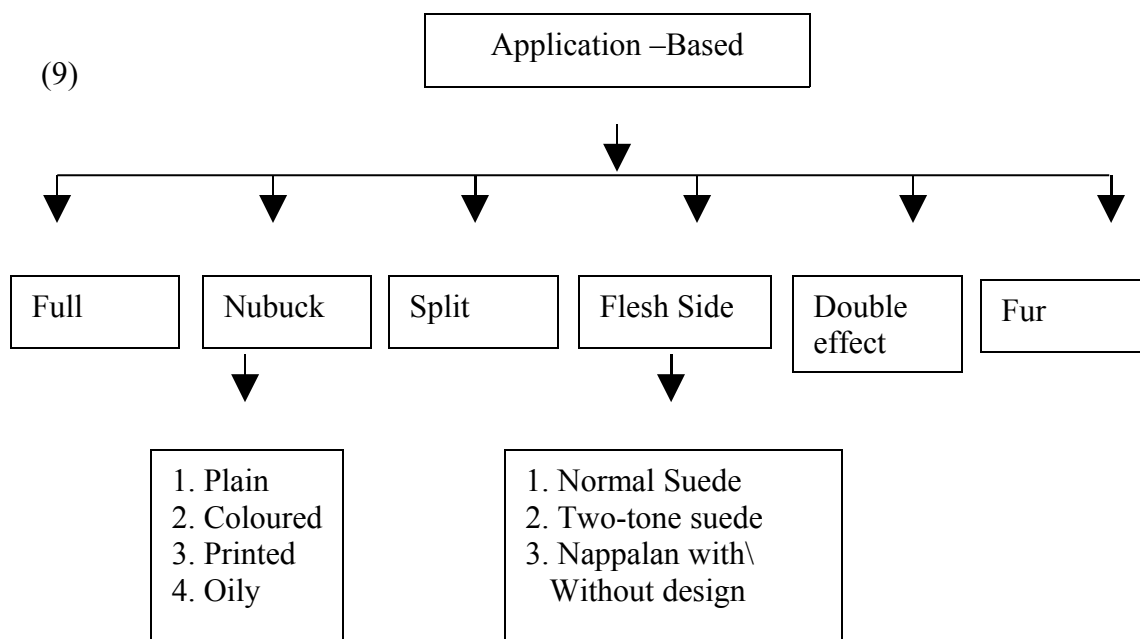 Application –Based
(9)
Full
Nubuck
Split
Flesh Side
Double
effect
Fur
1. Plain
2. Coloured
3. Printed
4. Oily
1. Normal Suede
2. Two-tone suede
3. Nappalan with\
Without design